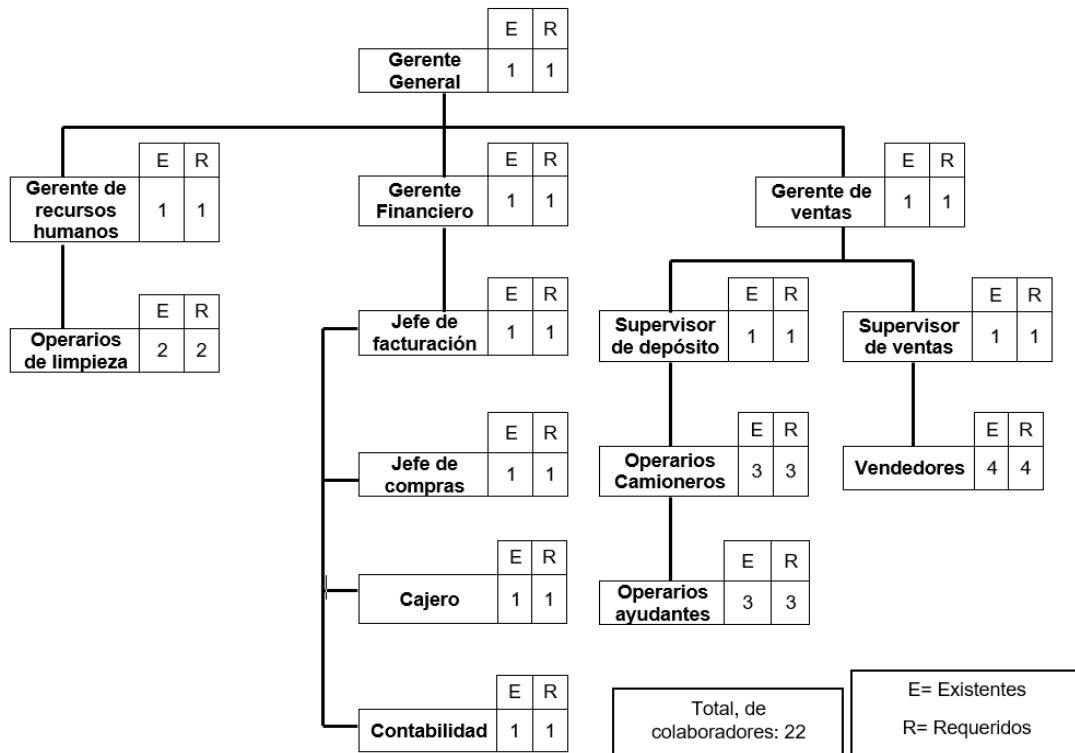 E R
Gerente
General
1 1
E R
Gerente de
recursos
humanos
1 1
E R
Gerente
Financiero
1 1
E R
Gerente de
ventas
1 1
E R
Operarios
de limpieza
2 2
E R
Jefe de
facturación
1 1
E R
Supervisor
de depósito
1 1
E R
Supervisor
de ventas
1 1
E R
Jefe de
compras
1 1
E R
Operarios
Camioneros
3 3
E R
Vendedores
4 4
E R
Cajero
1 1
E R
Operarios
ayudantes
3 3
E R
Contabilidad
1 1
Total, de
colaboradores: 22
E= Existentes
R= Requeridos